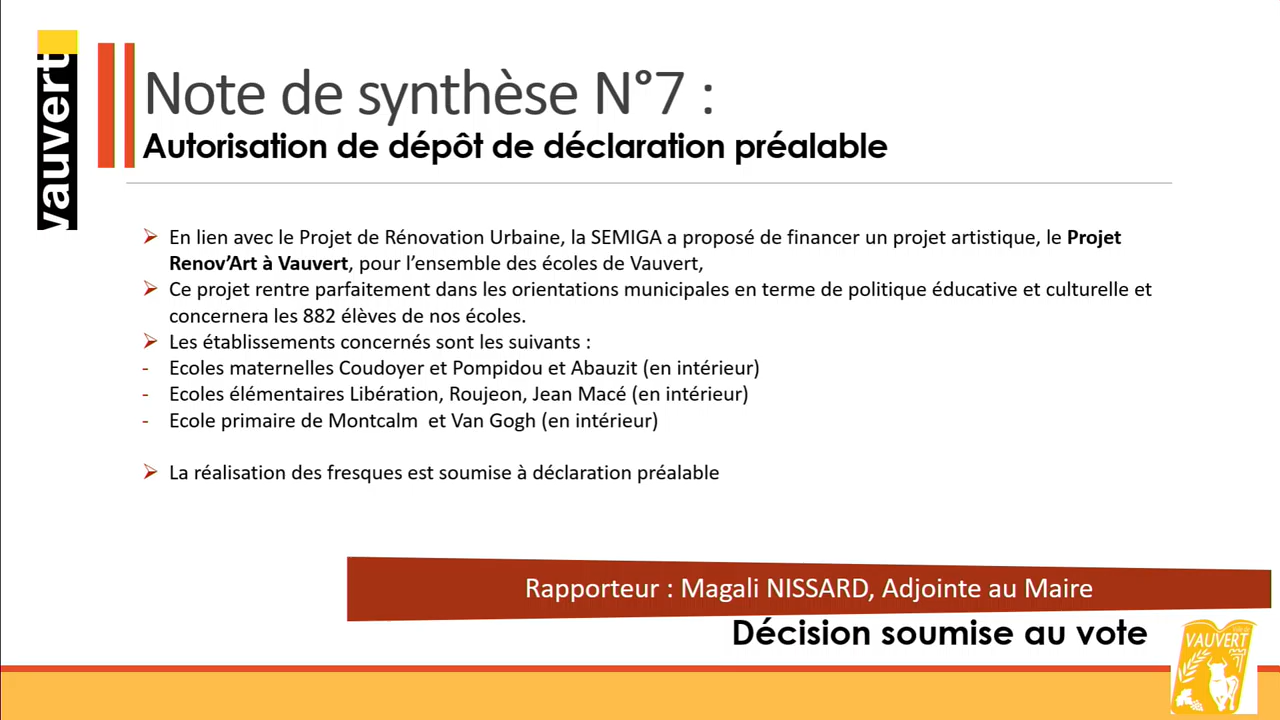 vauvert
Note de synthèse N°7 :
Autorisation de dépôt de déclaration préalable
➢ En lien avec le Projet de Rénovation Urbaine, la SEMIGA a proposé de financer un projet artistique, le Projet
Renov’Art à Vauvert, pour l’ensemble des écoles de Vauvert,
➢ Ce projet rentre parfaitement dans les orientations municipales en terme de politique éducative et culturelle et
concernera les 882 élèves de nos écoles.
➢ Les établissements concernés sont les suivants :
- Ecoles maternelles Coudoyer et Pompidou et Abauzit (en intérieur)
- Ecoles élémentaires Libération, Roujeon, Jean Macé (en intérieur)
- Ecole primaire de Montcalm et Van Gogh (en intérieur)
➢ La réalisation des fresques est soumise à déclaration préalable
Rapporteur : Magali NISSARD, Adjointe au Maire
Décision soumise au vote
VAUVERT